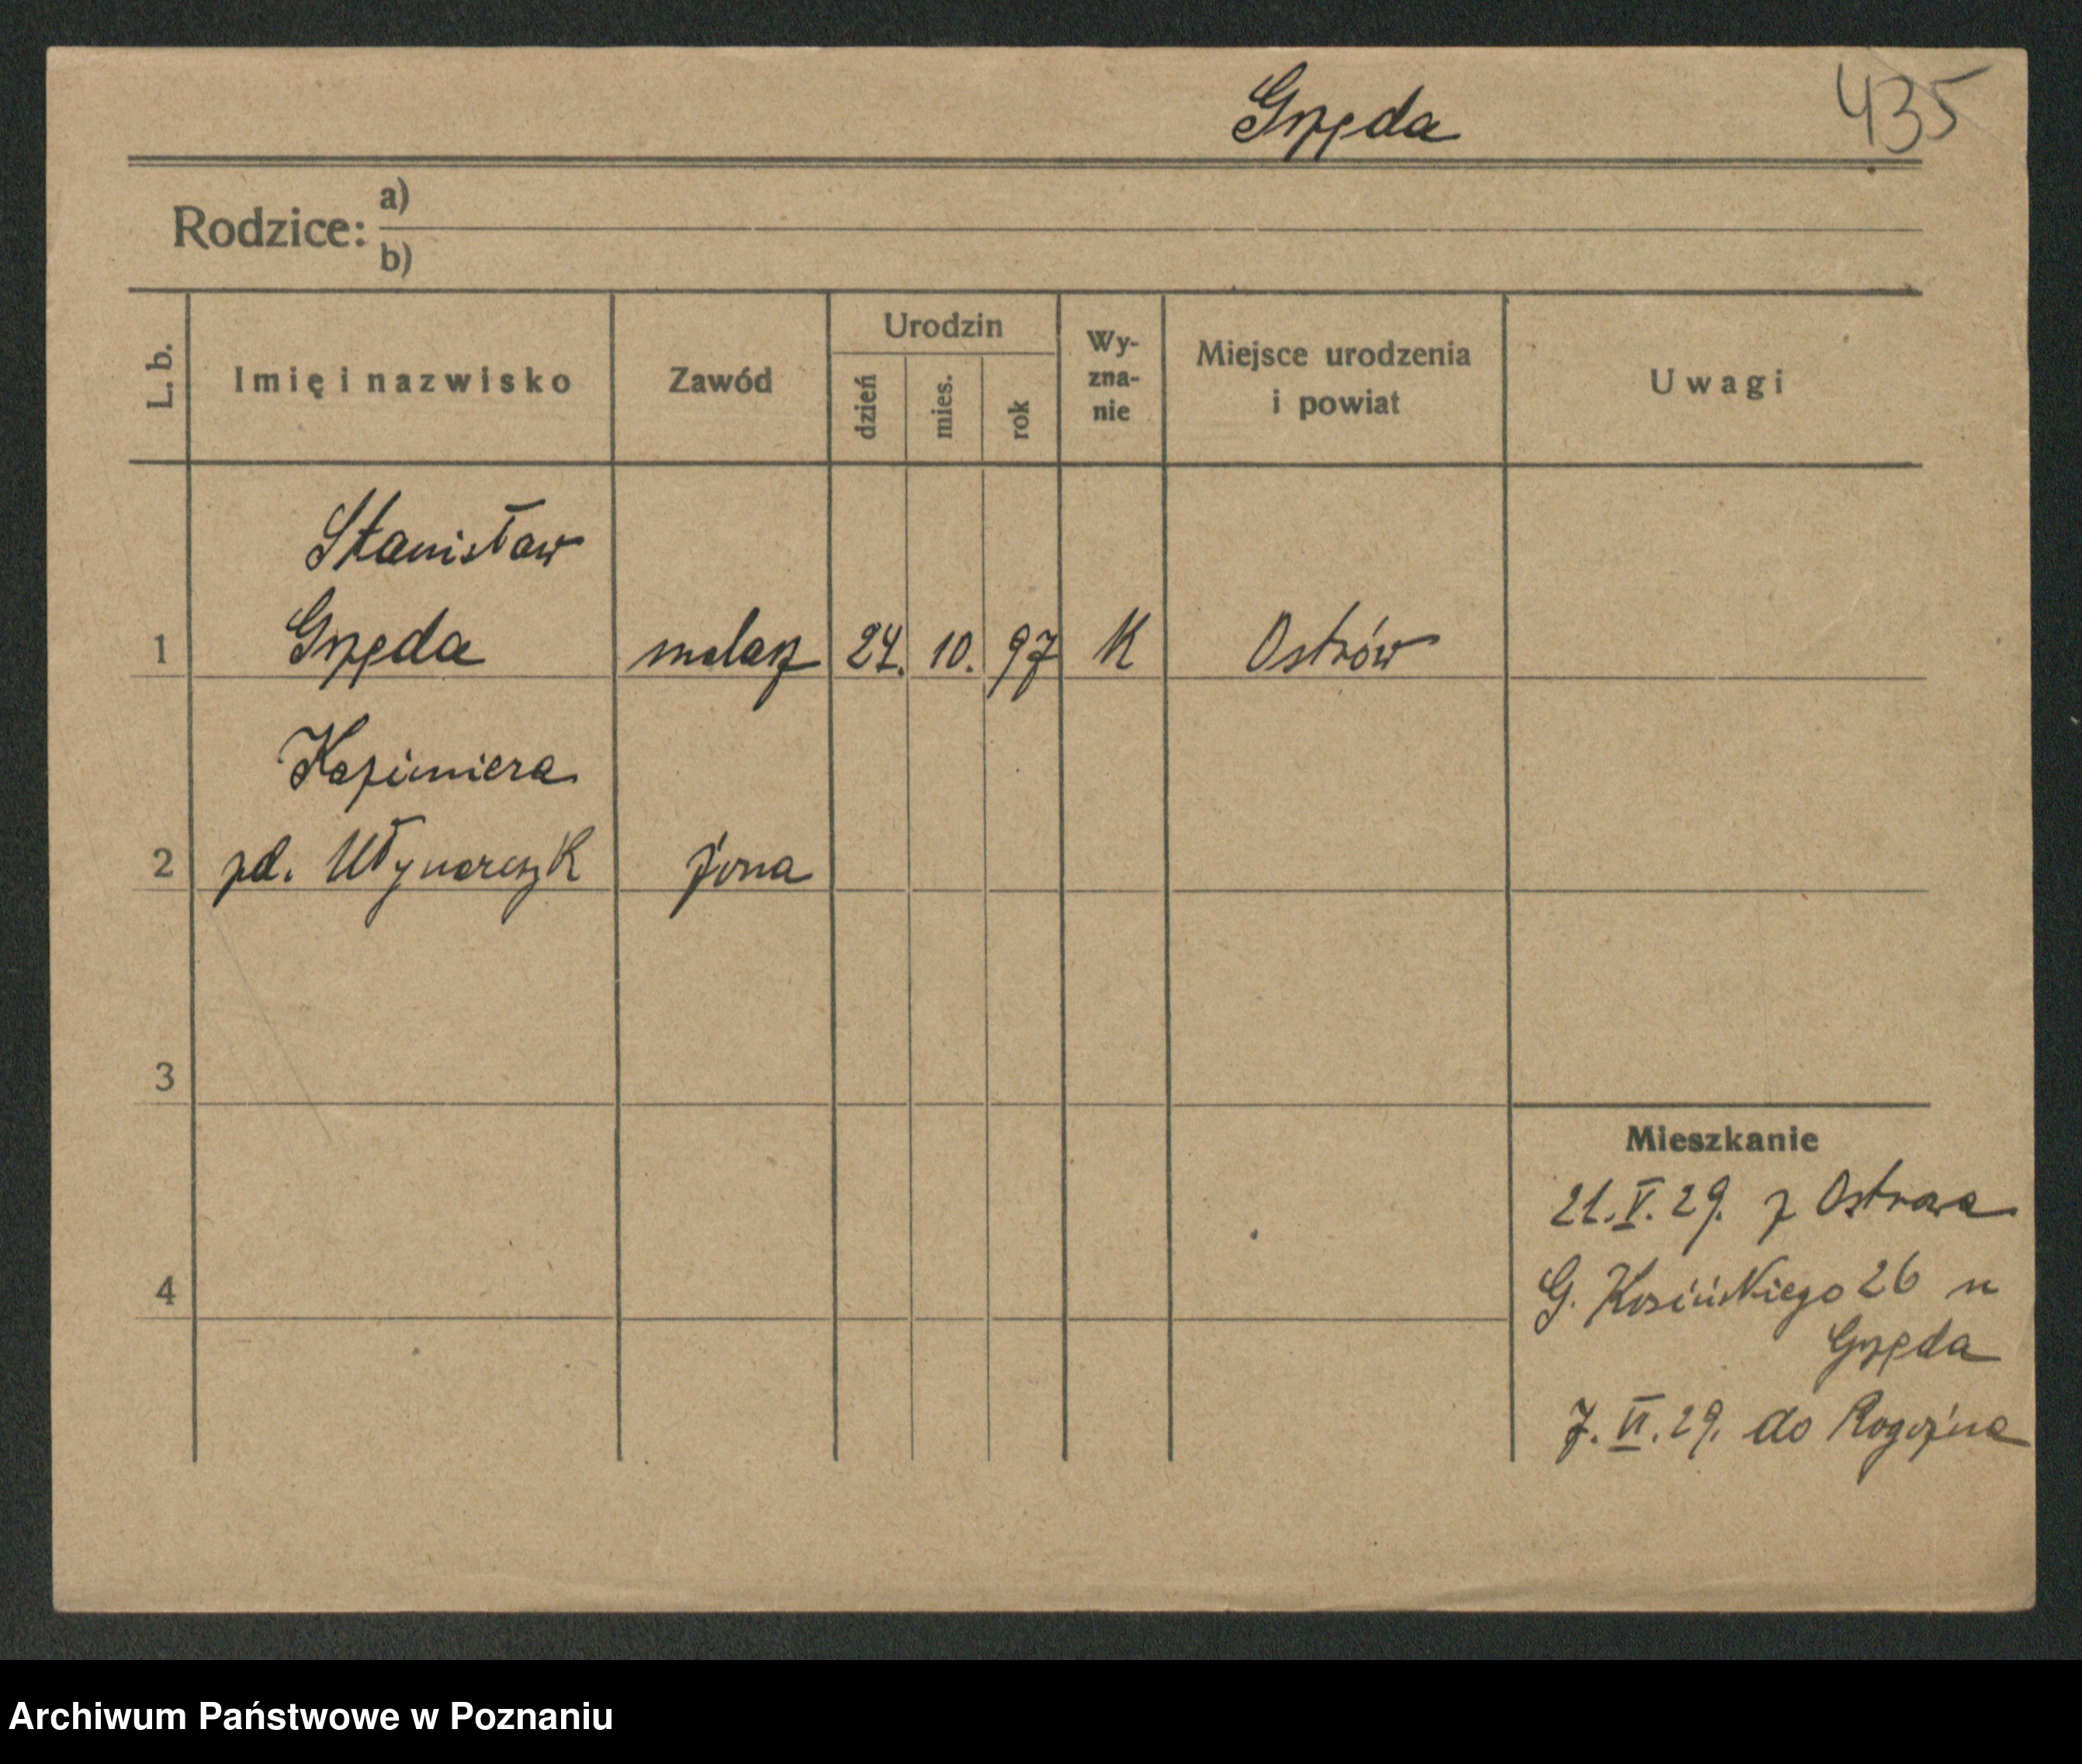 Grzęda
435
Rodzice:
a)
b)
L. b.
Imię i nazwisko
Zawód
Urodzin
dzień
mies.
rok
Wy-
zna-
nie
Miejsce urodzenia
i powiat
Uwagi
Stanisław
1 Grzęda malarz 24. 10. 97 K Ostrów
Kazimiera
2 zd. Młynarczyk żona
3
4
Mieszkanie
21. V. 29. z Ostrowa
G. Kosińskiego 26 u
Grzęda
7. VI. 29. do Rogoźna
Archiwum Państwowe w Poznaniu